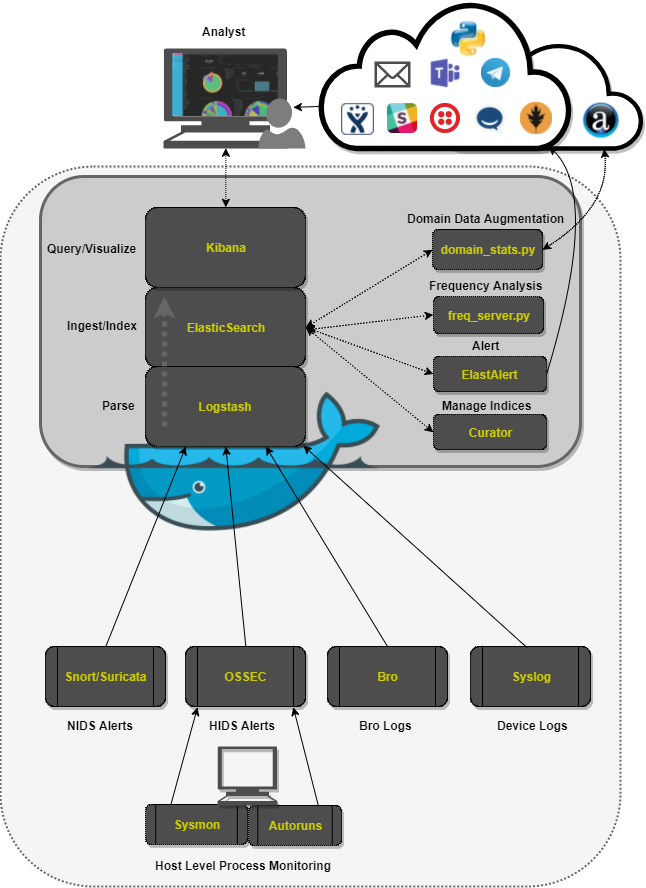 Analyst
S
a
Domain Data Augmentation
Query/Visualize
Kibana
domain_stats.py
Frequency Analysis
Ingest/Index
ElasticSearch
freq_server.py
Alert
ElastAlert
Parse
Logstash
Manage Indices
Curator
Snort/Suricata
OSSEC
Bro
Syslog
NIDS Alerts
HIDS Alerts
Bro Logs
Device Logs
Sysmon
Autoruns
Host Level Process Monitoring